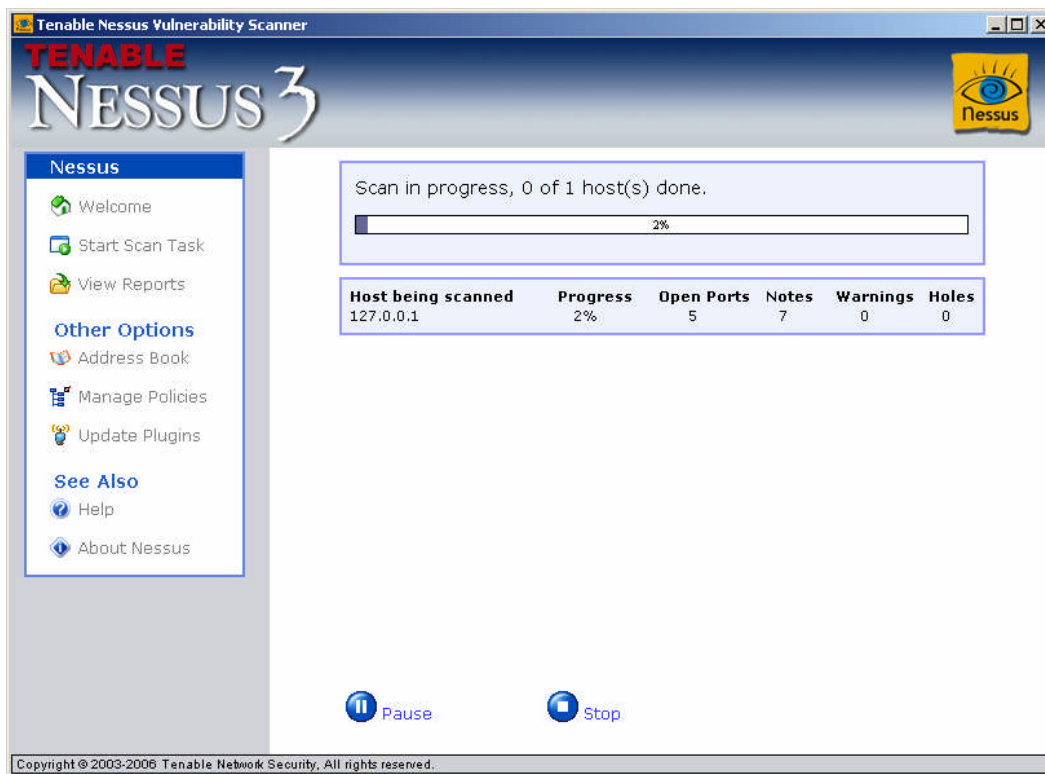 Tenable Nessus Vulnerability Scanner
TENABLE
NESSUS 3
Nessus
Nessus
Welcome
Start Scan Task
View Reports
Other Options
Address Book
Manage Policies
Update Plugins
See Also
Help
About Nessus
Scan in progress, 0 of 1 host(s) done.
2%
Host being scanned Progress Open Ports Notes Warnings Holes
127.0.0.1 2% 5 7 0 0
Pause Stop
Copyright © 2003-2006 Tenable Network Security, All rights reserved.